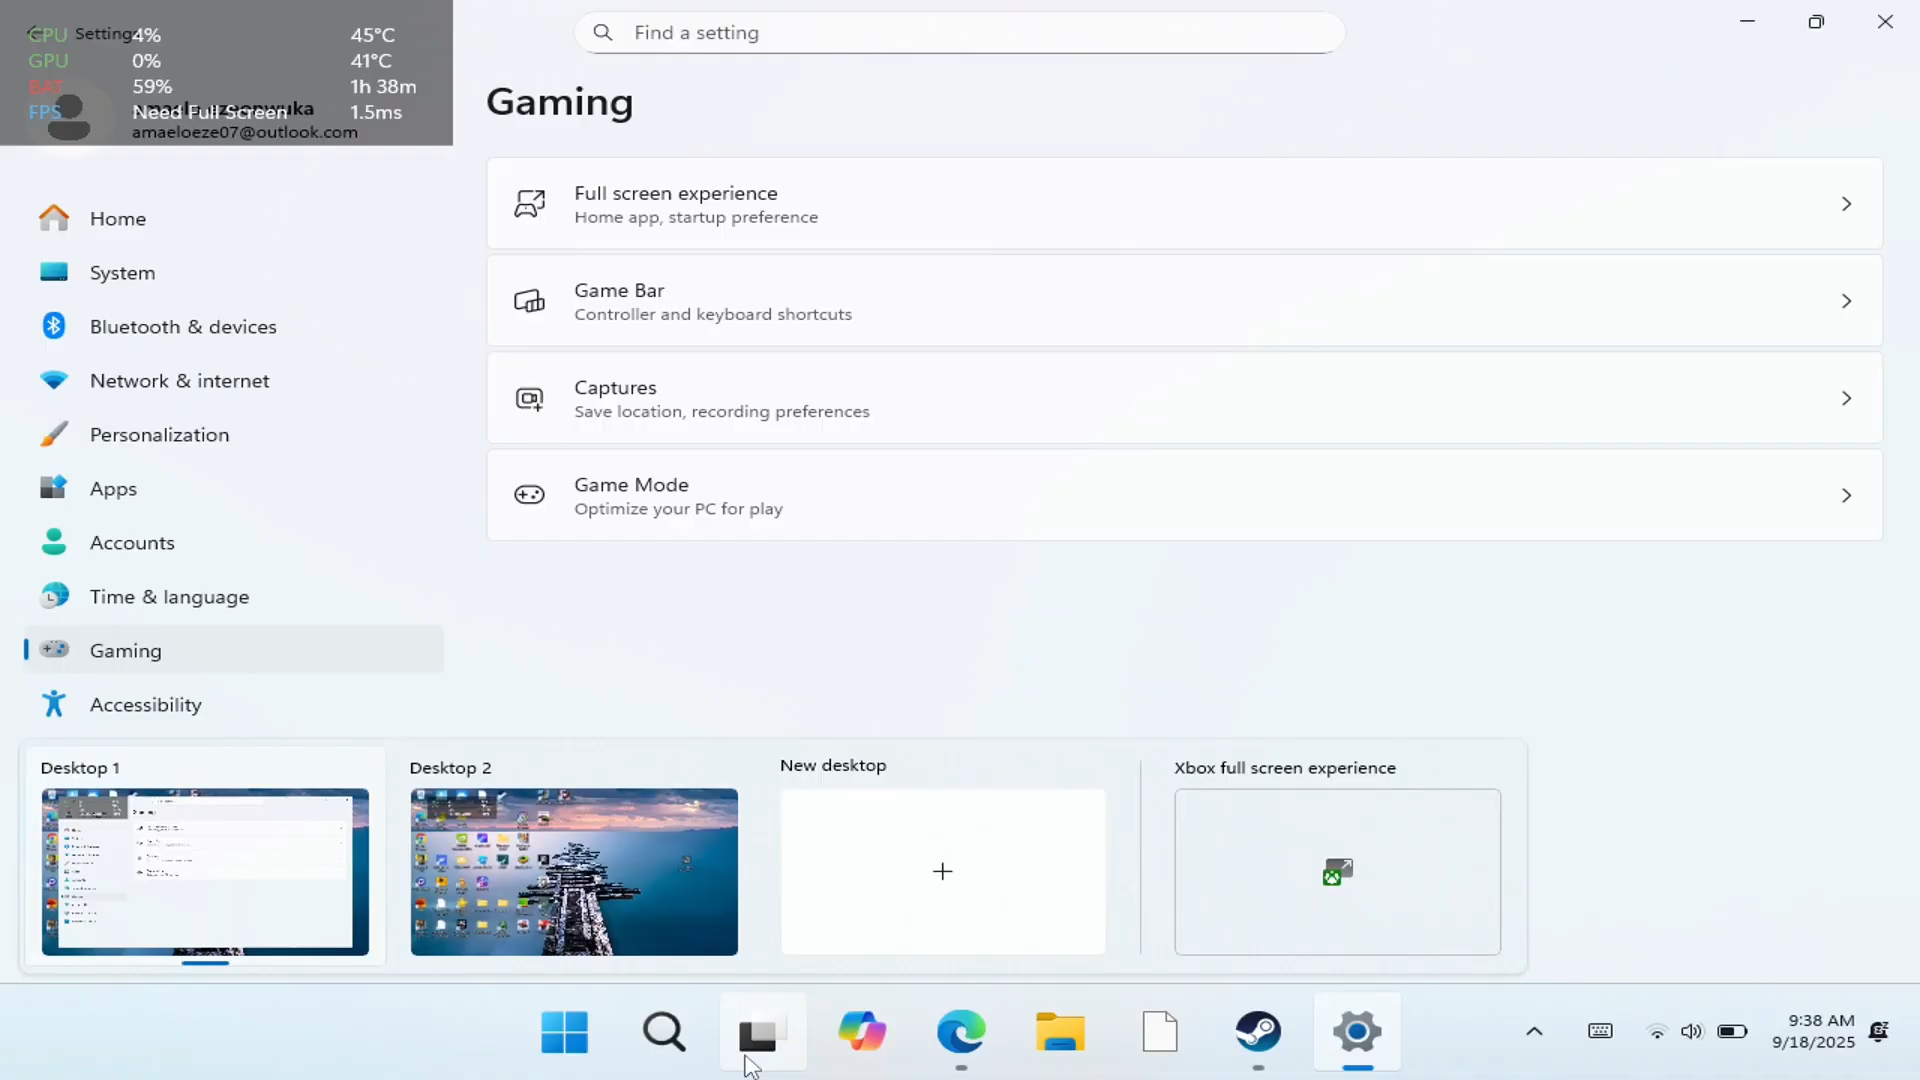 Settings
CPU 4% 45°C
GPU 0% 41°C
BAT 59% 1h 38m
FPS Need Full Screen 1.5ms
amaeloeze07@outlook.com
Find a setting
Gaming
Full screen experience
Home app, startup preference
Game Bar
Controller and keyboard shortcuts
Captures
Save location, recording preferences
Game Mode
Optimize your PC for play
Home
System
Bluetooth & devices
Network & internet
Personalization
Apps
Accounts
Time & language
Gaming
Accessibility
Desktop 1
Desktop 2
New desktop
Xbox full screen experience
9:38 AM
9/18/2025